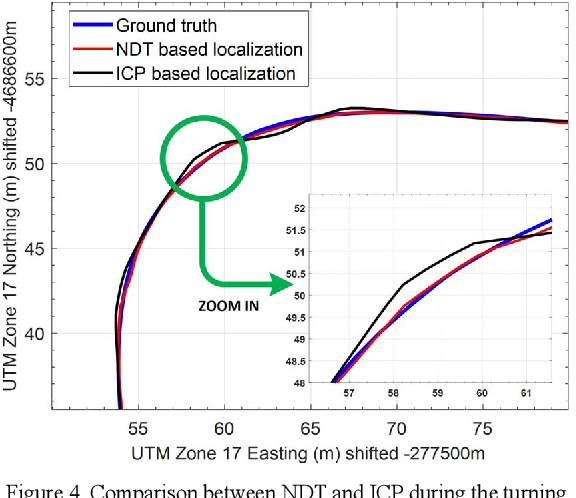 Ground truth
NDT based localization
ICP based localization
UTM Zone 17 Northing (m) shifted -4686600m
55
50
45
40
ZOOM IN
52
51.5
51
50.5
50
49.5
49
48.5
48
57 58 59 60 61
55 60 65 70 75
UTM Zone 17 Easting (m) shifted -277500m
Figure 4. Comparison between NDT and ICP during the turning